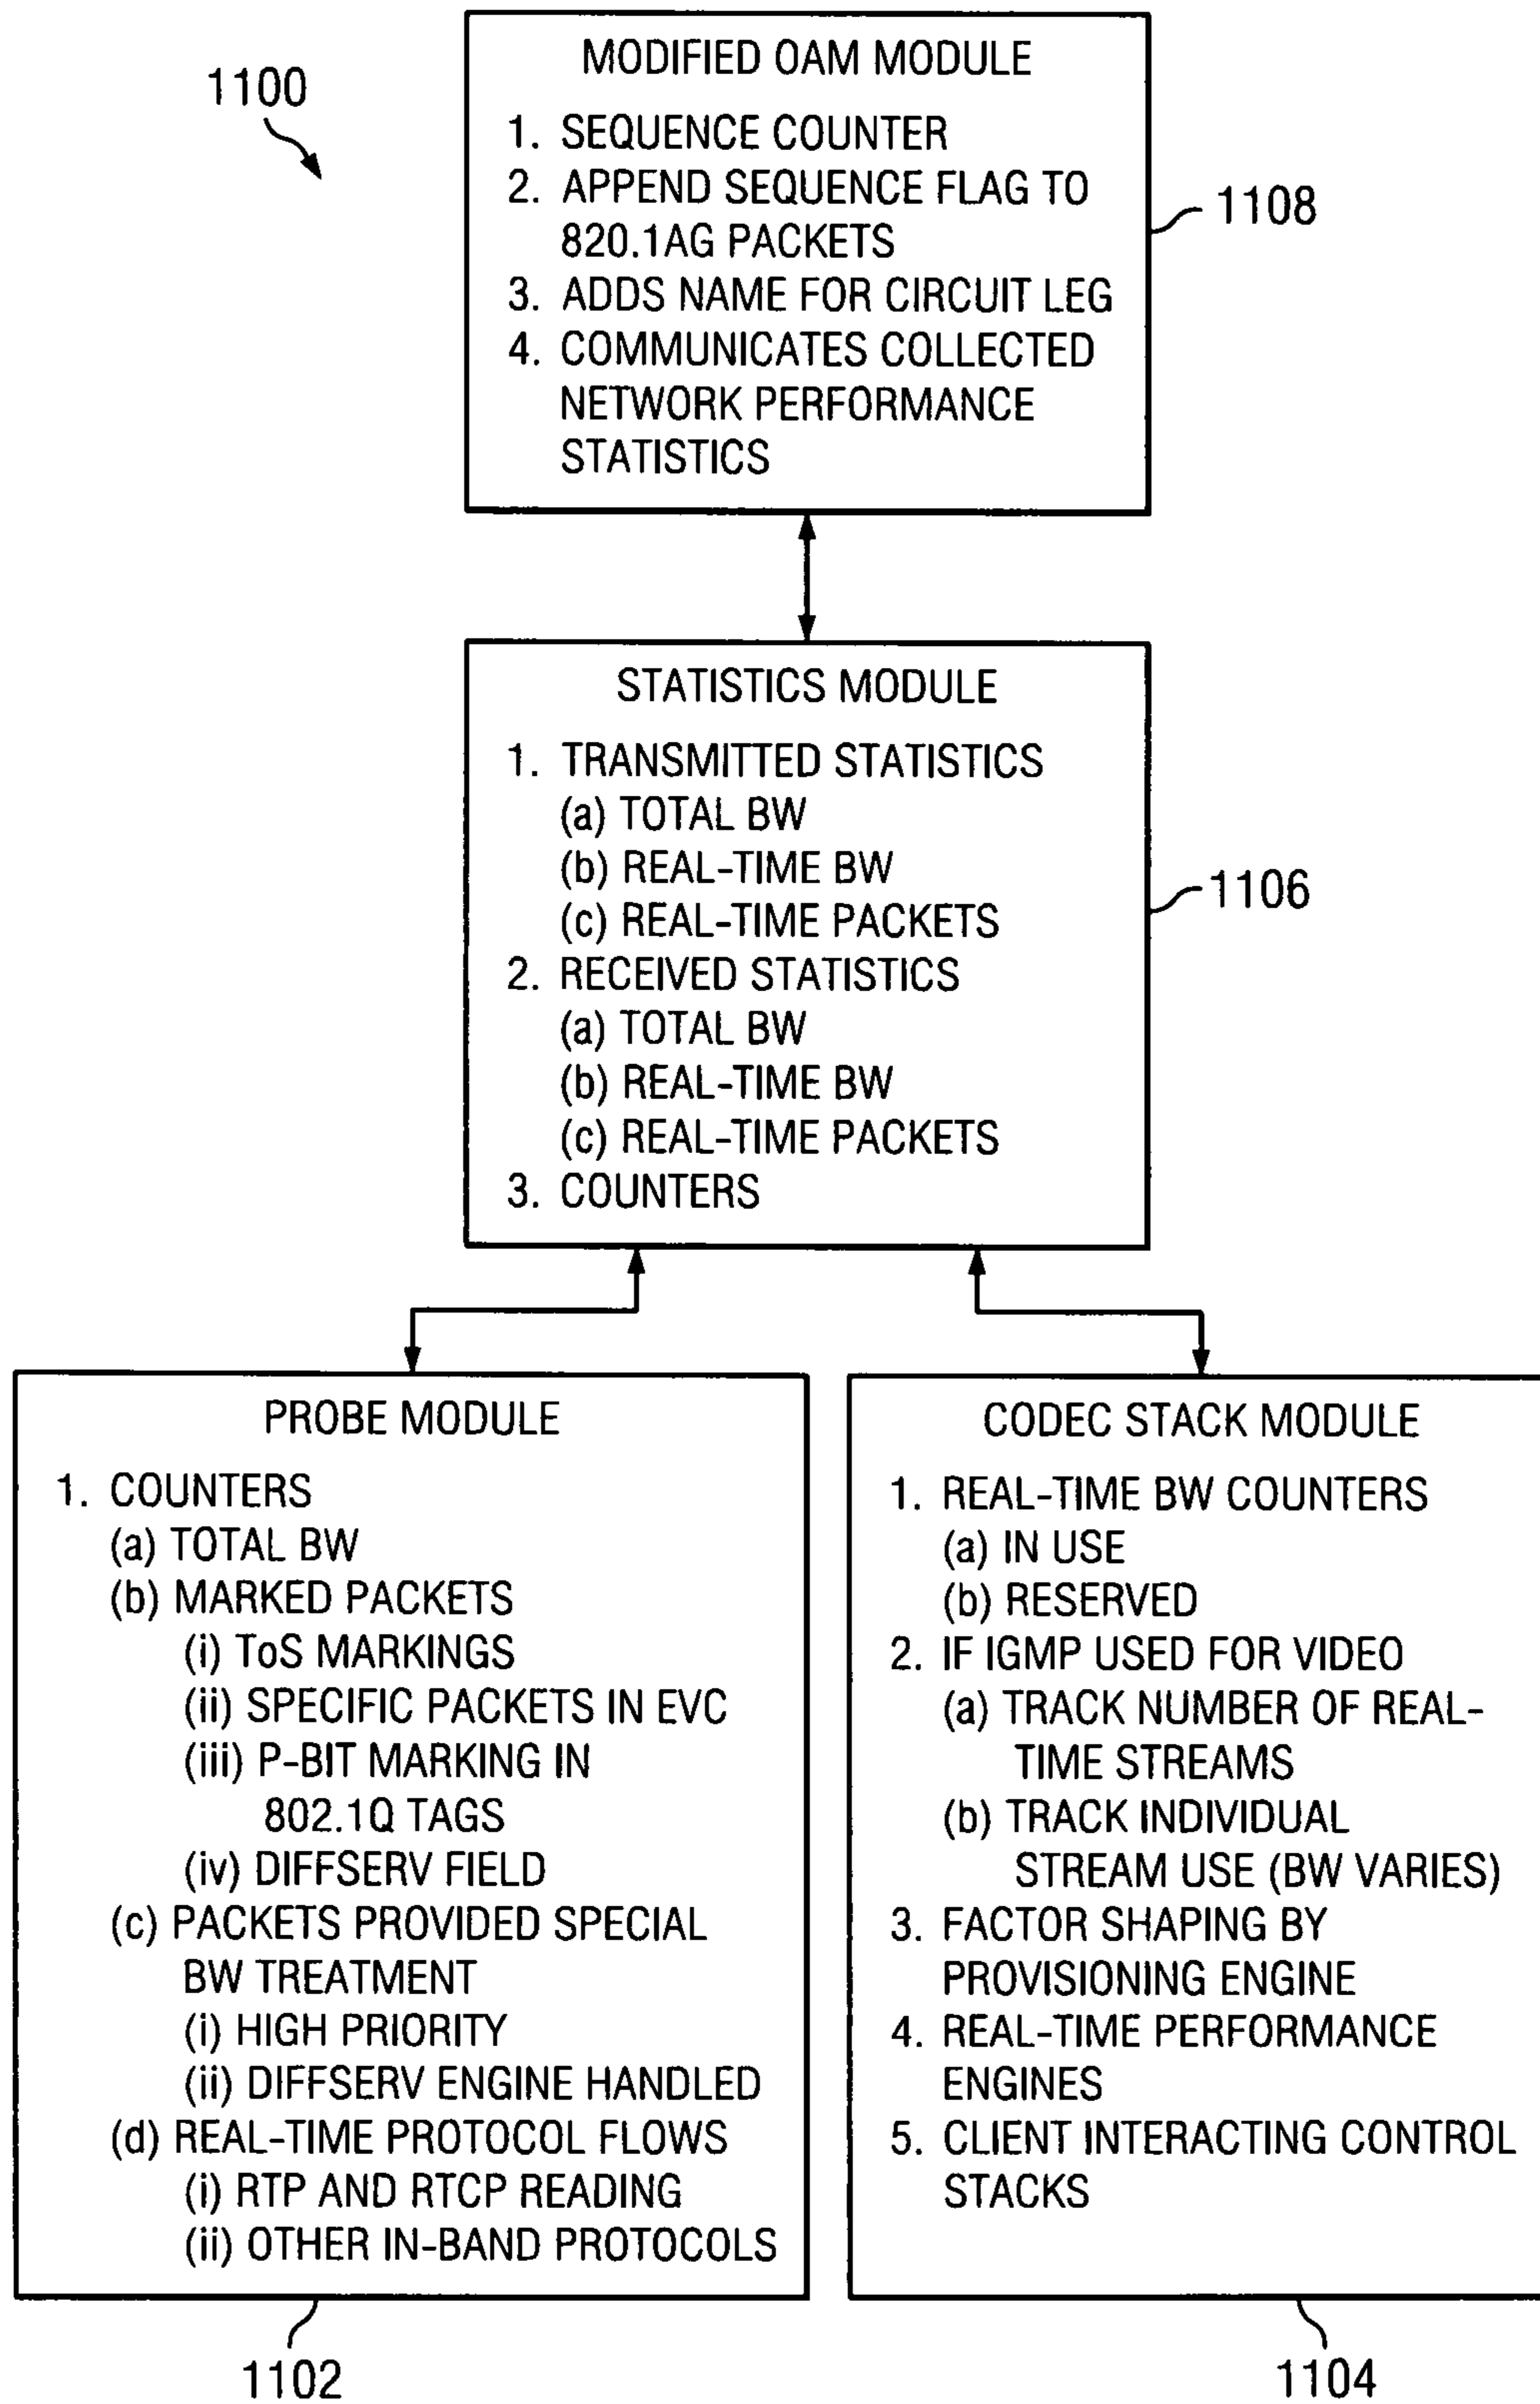 1100
MODIFIED OAM MODULE
1. SEQUENCE COUNTER
2. APPEND SEQUENCE FLAG TO
820.1AG PACKETS
3. ADDS NAME FOR CIRCUIT LEG
4. COMMUNICATES COLLECTED
NETWORK PERFORMANCE
STATISTICS
1108
STATISTICS MODULE
1. TRANSMITTED STATISTICS
(a) TOTAL BW
(b) REAL-TIME BW
(c) REAL-TIME PACKETS
2. RECEIVED STATISTICS
(a) TOTAL BW
(b) REAL-TIME BW
(c) REAL-TIME PACKETS
3. COUNTERS
1106
PROBE MODULE
1. COUNTERS
(a) TOTAL BW
(b) MARKED PACKETS
(i) ToS MARKINGS
(ii) SPECIFIC PACKETS IN EVC
(iii) P-BIT MARKING IN
802.1Q TAGS
(iv) DIFFSERV FIELD
(c) PACKETS PROVIDED SPECIAL
BW TREATMENT
(i) HIGH PRIORITY
(ii) DIFFSERV ENGINE HANDLED
(d) REAL-TIME PROTOCOL FLOWS
(i) RTP AND RTCP READING
(ii) OTHER IN-BAND PROTOCOLS
1102
CODEC STACK MODULE
1. REAL-TIME BW COUNTERS
(a) IN USE
(b) RESERVED
2. IF IGMP USED FOR VIDEO
(a) TRACK NUMBER OF REAL-
TIME STREAMS
(b) TRACK INDIVIDUAL
STREAM USE (BW VARIES)
3. FACTOR SHAPING BY
PROVISIONING ENGINE
4. REAL-TIME PERFORMANCE
ENGINES
5. CLIENT INTERACTING CONTROL
STACKS
1104